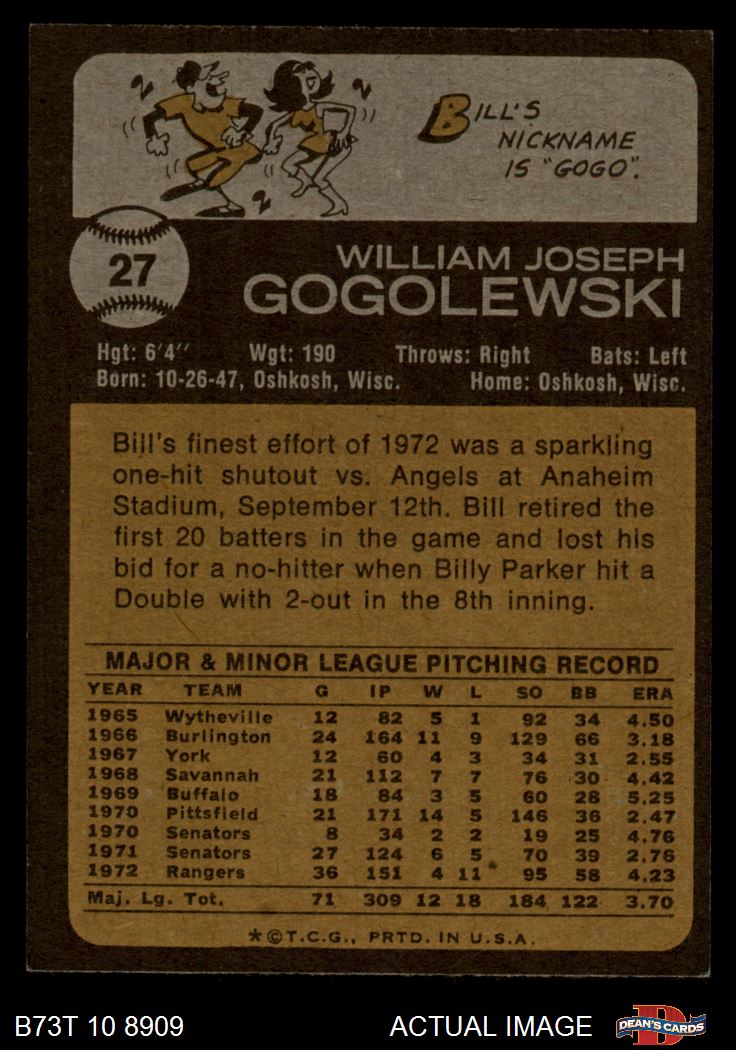 BILL'S
NICKNAME
IS "GOGO".
27
WILLIAM JOSEPH
GOGOLEWSKI
Hgt: 6'4" Wgt: 190 Throws: Right Bats: Left
Born: 10-26-47, Oshkosh, Wisc. Home: Oshkosh, Wisc.
Bill's finest effort of 1972 was a sparkling
one-hit shutout vs. Angels at Anaheim
Stadium, September 12th. Bill retired the
first 20 batters in the game and lost his
bid for a no-hitter when Billy Parker hit a
Double with 2-out in the 8th inning.
MAJOR & MINOR LEAGUE PITCHING RECORD
YEAR TEAM G IP W L SO BB ERA
1965 Wytheville 12 82 5 1 92 34 4.50
1966 Burlington 24 164 11 9 129 66 3.18
1967 York 12 60 4 3 34 31 2.55
1968 Savannah 21 112 7 7 76 30 4.42
1969 Buffalo 18 84 3 5 60 28 5.25
1970 Pittsfield 21 171 14 5 146 36 2.47
1970 Senators 8 34 2 2 19 25 4.76
1971 Senators 27 124 6 5 70 39 2.76
1972 Rangers 36 151 4 11 95 58 4.23
Maj. Lg. Tot. 71 309 12 18 184 122 3.70
*©T.C.G., PRTD. IN U.S.A.
B73T 10 8909 ACTUAL IMAGE D DEAN'S CARDS